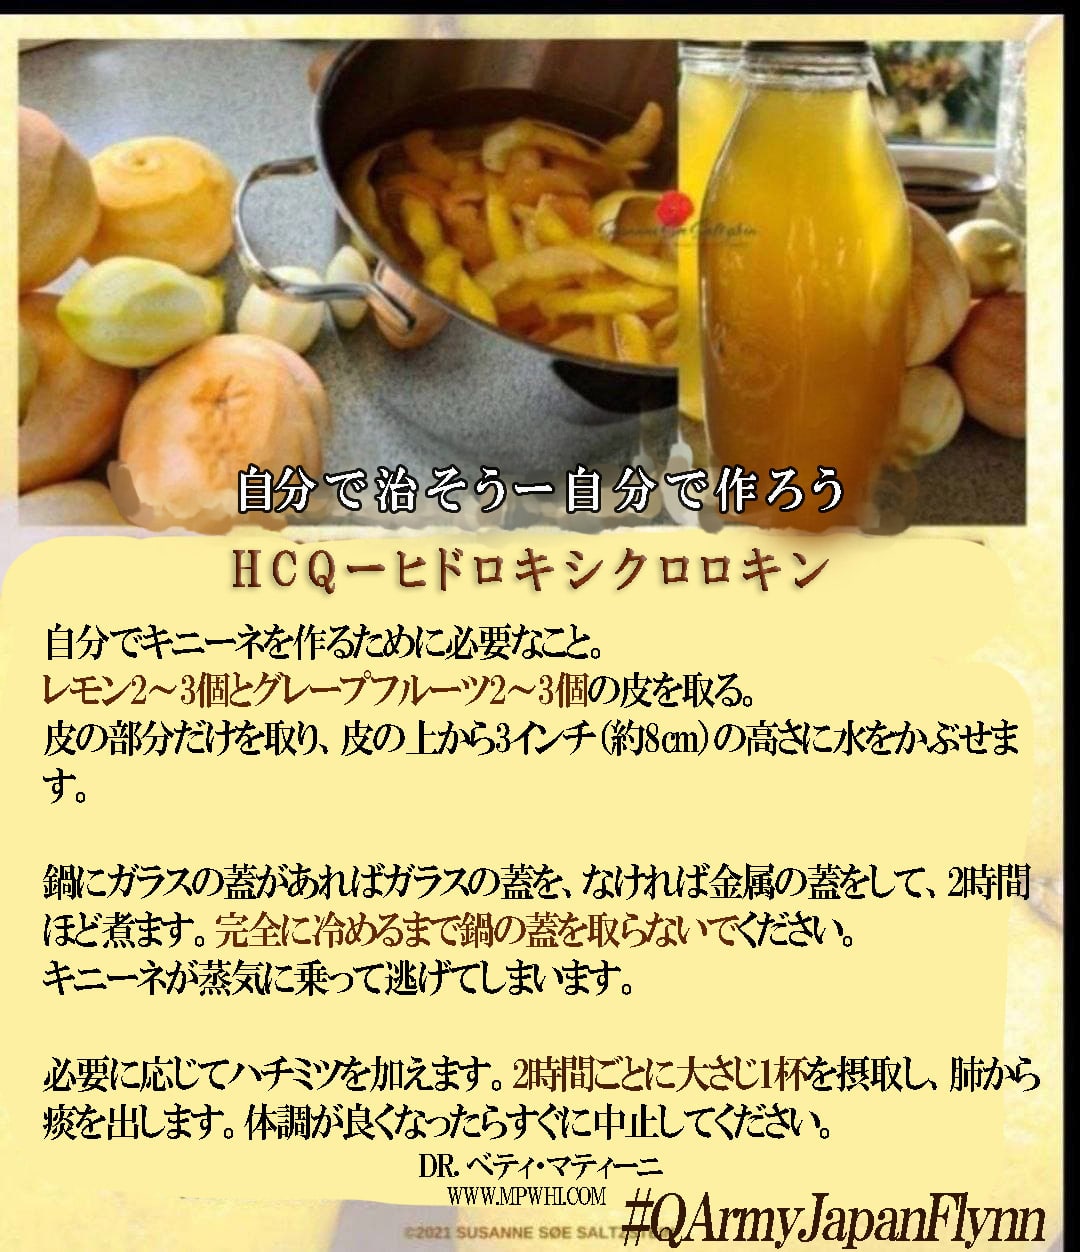 Susanne Søe Saltzstein
自分で治そうー自分で作ろう
HCQーヒドロキシクロロキン
自分でキニーネを作るために必要なこと。
レモン2〜3個とグレープフルーツ2〜3個の皮を取る。
皮の部分だけを取り、皮の上から3インチ（約8㎝）の高さに水をかぶせま
す。
鍋にガラスの蓋があればガラスの蓋を、なければ金属の蓋をして、2時間
ほど煮ます。完全に冷めるまで鍋の蓋を取らないでください。
キニーネが蒸気に乗って逃げてしまいます。
必要に応じてハチミツを加えます。2時間ごとに大さじ1杯を摂取し、肺から
痰を出します。体調が良くなったらすぐに中止してください。
DR. ベティ・マティーニ
WWW.MPWHI.COM
#QArmyJapanFlynn
©2021 SUSANNE SØE SALTZSTEIN